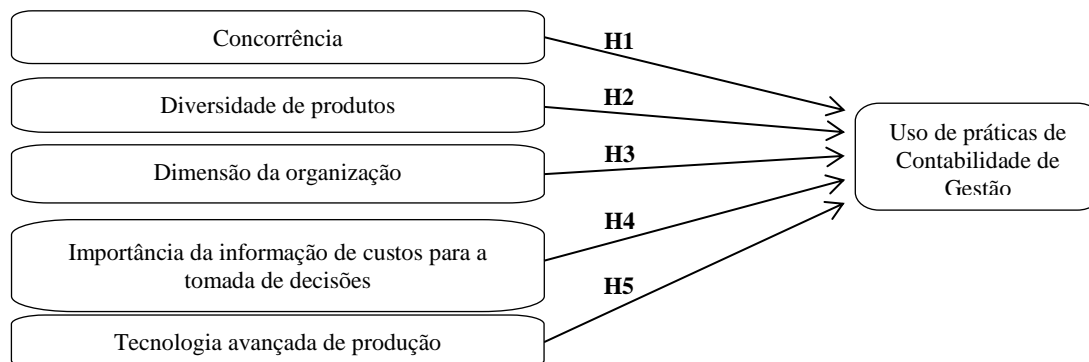 Concorrência
H1
Diversidade de produtos
H2
Dimensão da organização
H3
Importância da informação de custos para a
tomada de decisões
H4
Tecnologia avançada de produção
H5
Uso de práticas de
Contabilidade de
Gestão